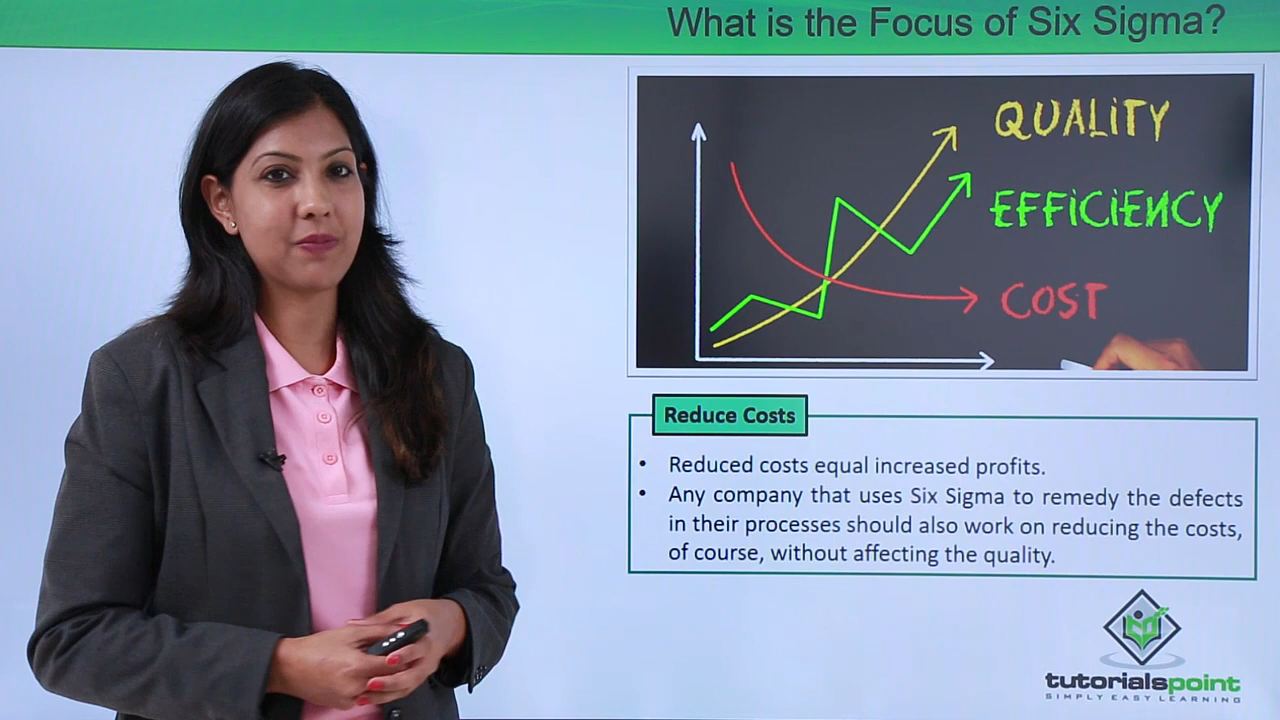 What is the Focus of Six Sigma?
QUALiTY
EFFiCiENCY
COST
Reduce Costs
• Reduced costs equal increased profits.
• Any company that uses Six Sigma to remedy the defects
in their processes should also work on reducing the costs,
of course, without affecting the quality.
tutorialspoint
SIMPLY EASY LEARNING